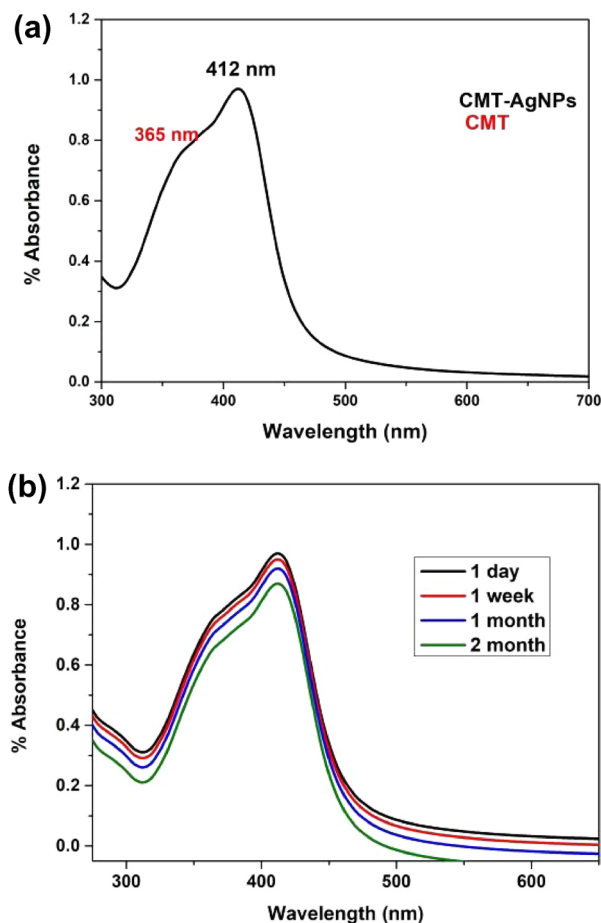 (a)
1.2
1.0
0.8
0.6
0.4
0.2
0.0
% Absorbance
412 nm
365 nm
CMT-AgNPs
CMT
300 400 500 600 700
Wavelength (nm)
(b)
1.2
1.0
0.8
0.6
0.4
0.2
0.0
% Absorbance
1 day
1 week
1 month
2 month
300 400 500 600
Wavelength (nm)